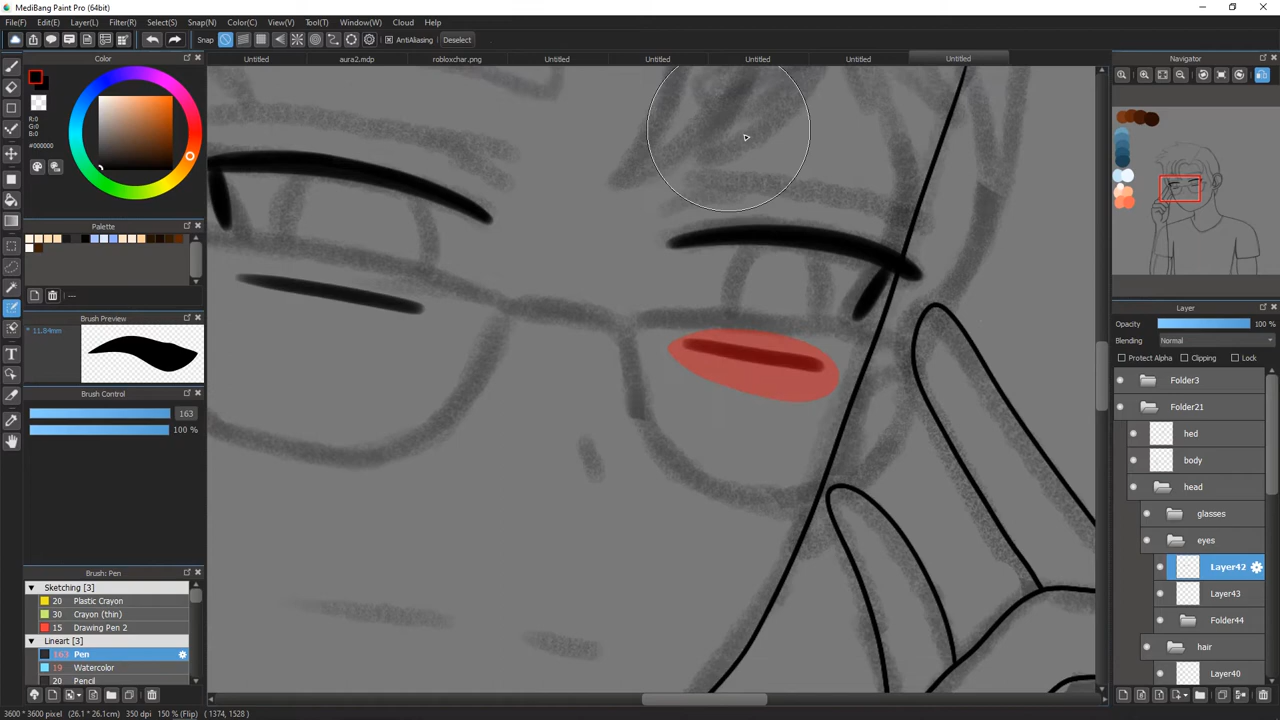 MediBang Paint Pro (64bit)
File(F) Edit(E) Layer(L) Filter(R) Select(S) Snap(N) Color(C) View(V) Tool(T) Window(W) Cloud Help
Snap AntiAliasing Deselect
Untitled aura2.mdp robloxchar.png Untitled Untitled Untitled Untitled Untitled
Color
R:0
G:0
B:0
#000000
Palette
---
Brush Preview
* 11.84mm
Brush Control
163
100 %
Brush: Pen
Sketching [3]
20 Plastic Crayon
30 Crayon (thin)
15 Drawing Pen 2
Lineart [3]
163 Pen
19 Watercolor
20 Pencil
3600 * 3600 pixel (26.1 * 26.1cm) 350 dpi 150 % (Flip) ( 1374, 1528 )
Navigator
Layer
Opacity 100 %
Blending Normal
Protect Alpha Clipping Lock
Folder3
Folder21
hed
body
head
glasses
eyes
Layer42
Layer43
Folder44
hair
Layer40